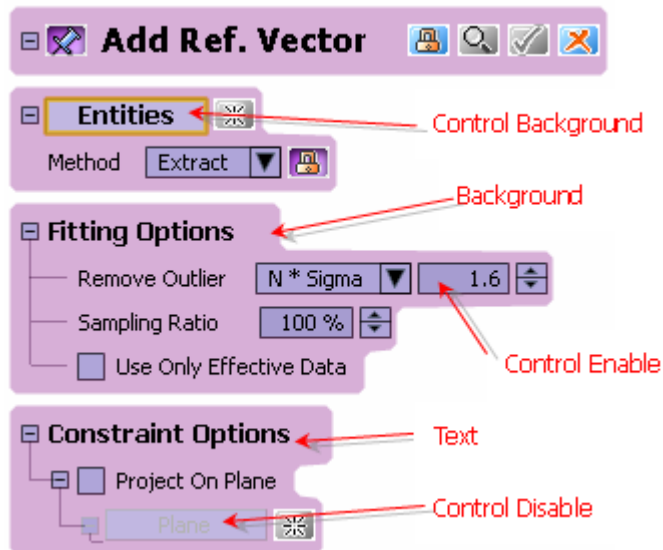 Add Ref. Vector
Entities
Control Background
Method Extract
Background
Fitting Options
Remove Outlier N * Sigma 1.6
Sampling Ratio 100 %
Use Only Effective Data
Control Enable
Constraint Options
Text
Project On Plane
Plane
Control Disable